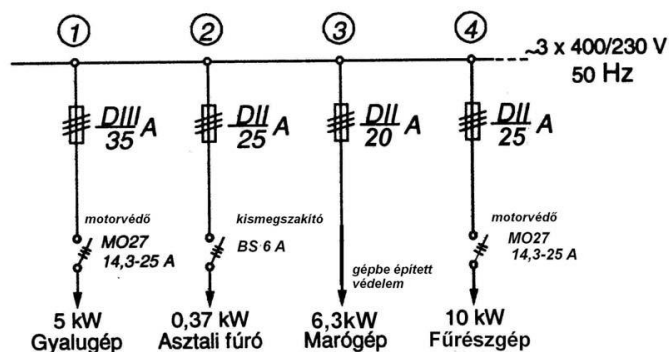 1
2
3
4
~3 x 400/230 V
50 Hz
DIII
35 A
DII
25 A
DII
20 A
DII
25 A
motorvédő
MO27
14,3-25 A
kismegszakító
BS 6 A
gépbe épített
védelem
motorvédő
MO27
14,3-25 A
5 kW
Gyalugép
0,37 kW
Asztali fúró
6,3kW
Marógép
10 kW
Fűrészgép